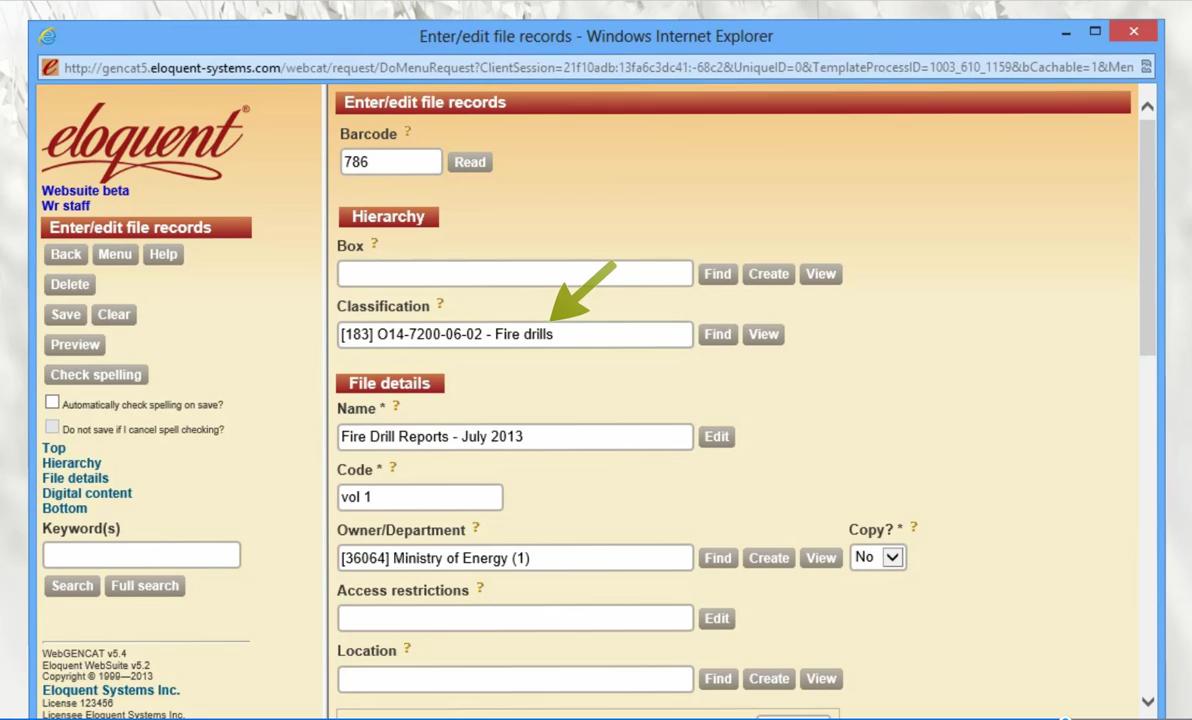 Enter/edit file records - Windows Internet Explorer
http://gencat5.eloquent-systems.com/webcat/request/DoMenuRequest?ClientSession=21f10adb:13fa6c3dc41:-68c2&UniqueID=0&TemplateProcessID=1003_610_1159&bCachable=1&Men
eloquent®
Websuite beta
Wr staff
Enter/edit file records
Back Menu Help
Delete
Save Clear
Preview
Check spelling
Automatically check spelling on save?
Do not save if I cancel spell checking?
Top
Hierarchy
File details
Digital content
Bottom
Keyword(s)
Search Full search
WebGENCAT v5.4
Eloquent WebSuite v5.2
Copyright © 1999—2013
Eloquent Systems Inc.
License 123456
Licensee Eloquent Systems Inc.
Enter/edit file records
Barcode ?
786 Read
Hierarchy
Box ?
Find Create View
Classification ?
[183] O14-7200-06-02 - Fire drills Find View
File details
Name * ?
Fire Drill Reports - July 2013 Edit
Code * ?
vol 1
Owner/Department ? Copy? * ?
[36064] Ministry of Energy (1) Find Create View No
Access restrictions ?
Edit
Location ?
Find Create View